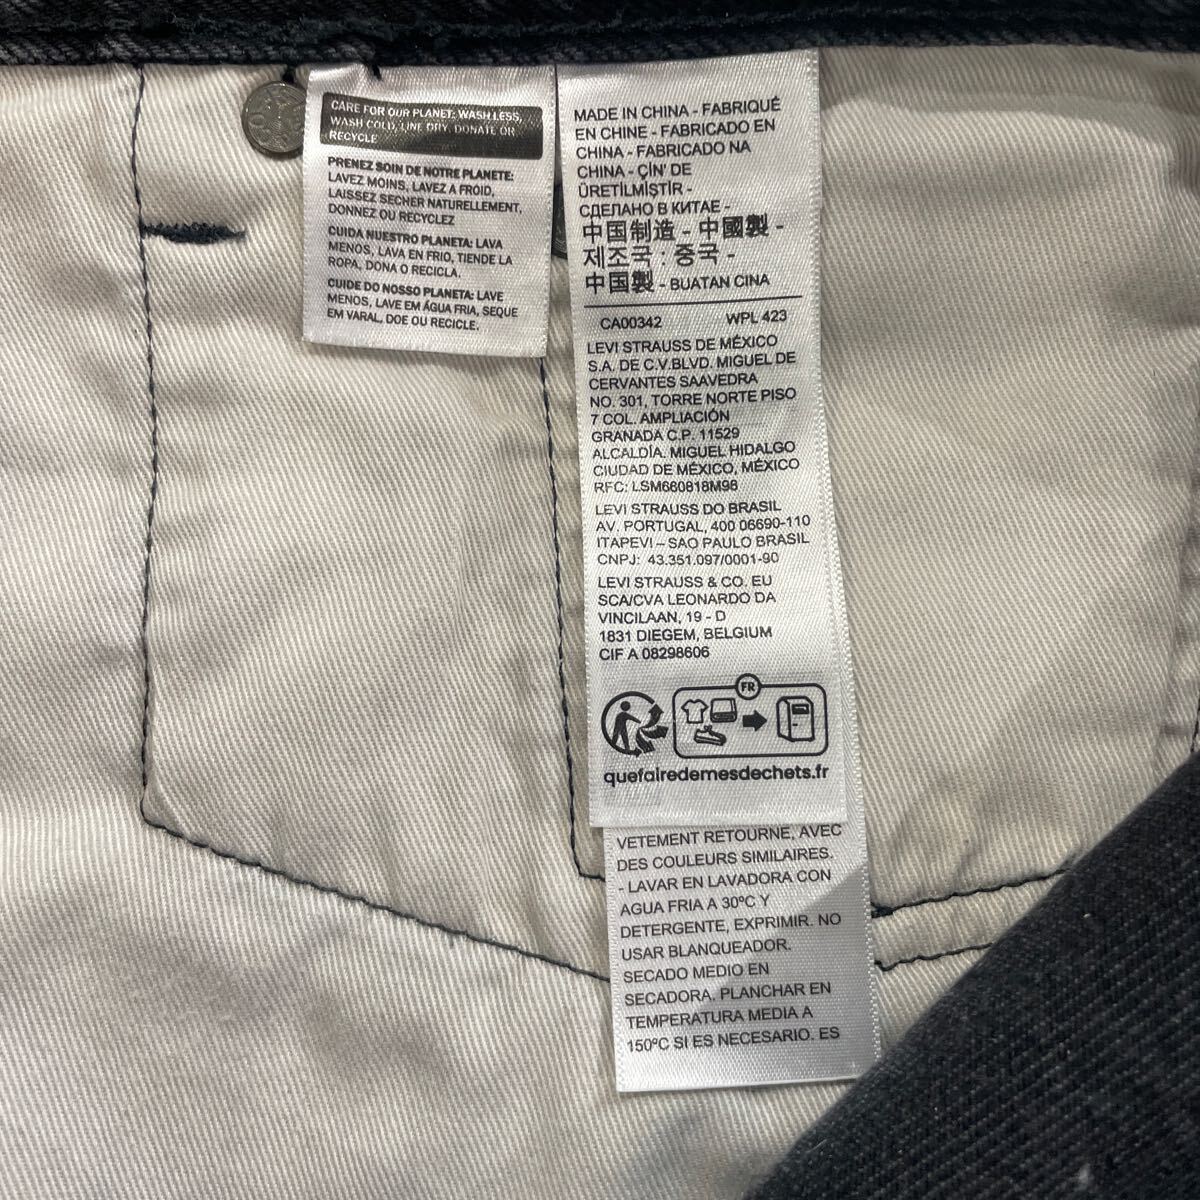 CARE FOR OUR PLANET: WASH LESS,
WASH COLD, LINE DRY, DONATE OR
RECYCLE
PRENEZ SOIN DE NOTRE PLANETE:
LAVEZ MOINS, LAVEZ A FROID,
LAISSEZ SECHER NATURELLEMENT,
DONNEZ OU RECYCLEZ
CUIDA NUESTRO PLANETA: LAVA
MENOS, LAVA EN FRIO, TIENDE LA
ROPA, DONA O RECICLA.
CUIDE DO NOSSO PLANETA: LAVE
MENOS, LAVE EM ÁGUA FRIA, SEQUE
EM VARAL, DOE OU RECICLE.
MADE IN CHINA - FABRIQUÉ
EN CHINE - FABRICADO EN
CHINA - FABRICADO NA
CHINA - ÇİN' DE
ÜRETİLMİŞTİR -
СДЕЛАНО В КИТАЕ -
中国制造 - 中國製 -
제조국 : 중국 -
中国製 - BUATAN CINA
CA00342 WPL 423
LEVI STRAUSS DE MÉXICO
S.A. DE C.V.BLVD. MIGUEL DE
CERVANTES SAAVEDRA
NO. 301, TORRE NORTE PISO
7 COL. AMPLIACIÓN
GRANADA C.P. 11529
ALCALDÍA. MIGUEL HIDALGO
CIUDAD DE MÉXICO, MÉXICO
RFC: LSM660818M98
LEVI STRAUSS DO BRASIL
AV. PORTUGAL, 400 06690-110
ITAPEVI – SAO PAULO BRASIL
CNPJ: 43.351.097/0001-90
LEVI STRAUSS & CO. EU
SCA/CVA LEONARDO DA
VINCILAAN, 19 - D
1831 DIEGEM, BELGIUM
CIF A 08298606
FR
quefairedemesdechets.fr
VETEMENT RETOURNE, AVEC
DES COULEURS SIMILAIRES.
- LAVAR EN LAVADORA CON
AGUA FRIA A 30ºC Y
DETERGENTE, EXPRIMIR. NO
USAR BLANQUEADOR.
SECADO MEDIO EN
SECADORA. PLANCHAR EN
TEMPERATURA MEDIA A
150ºC SI ES NECESARIO. ES